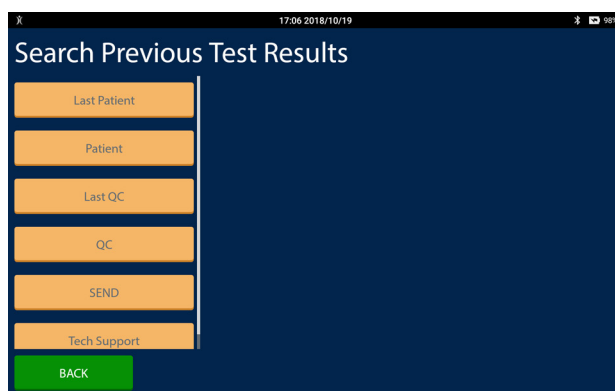 17:06 2018/10/19
98%
Search Previous Test Results
Last Patient
Patient
Last QC
QC
SEND
Tech Support
BACK